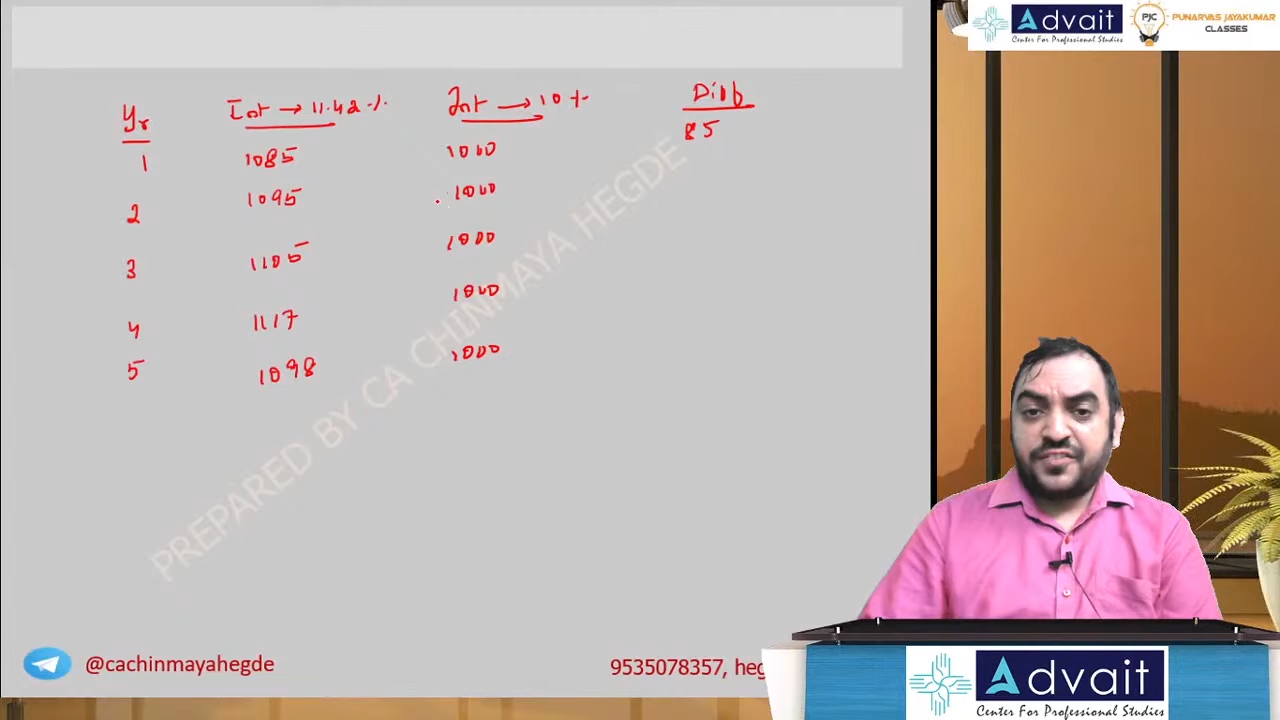 Advait
Center For Professional Studies
PJC
PUNARVAS JAYAKUMAR
CLASSES
Yr Int → 11.42 % Int → 10 % Diff
1 1085 1000 85
2 1095 1000
3 1105 1000
4 1117 1000
5 1098 1000
PREPARED BY CA CHINMAYA HEGDE
@cachinmayahegde
9535078357, heg
Advait
Center For Professional Studies